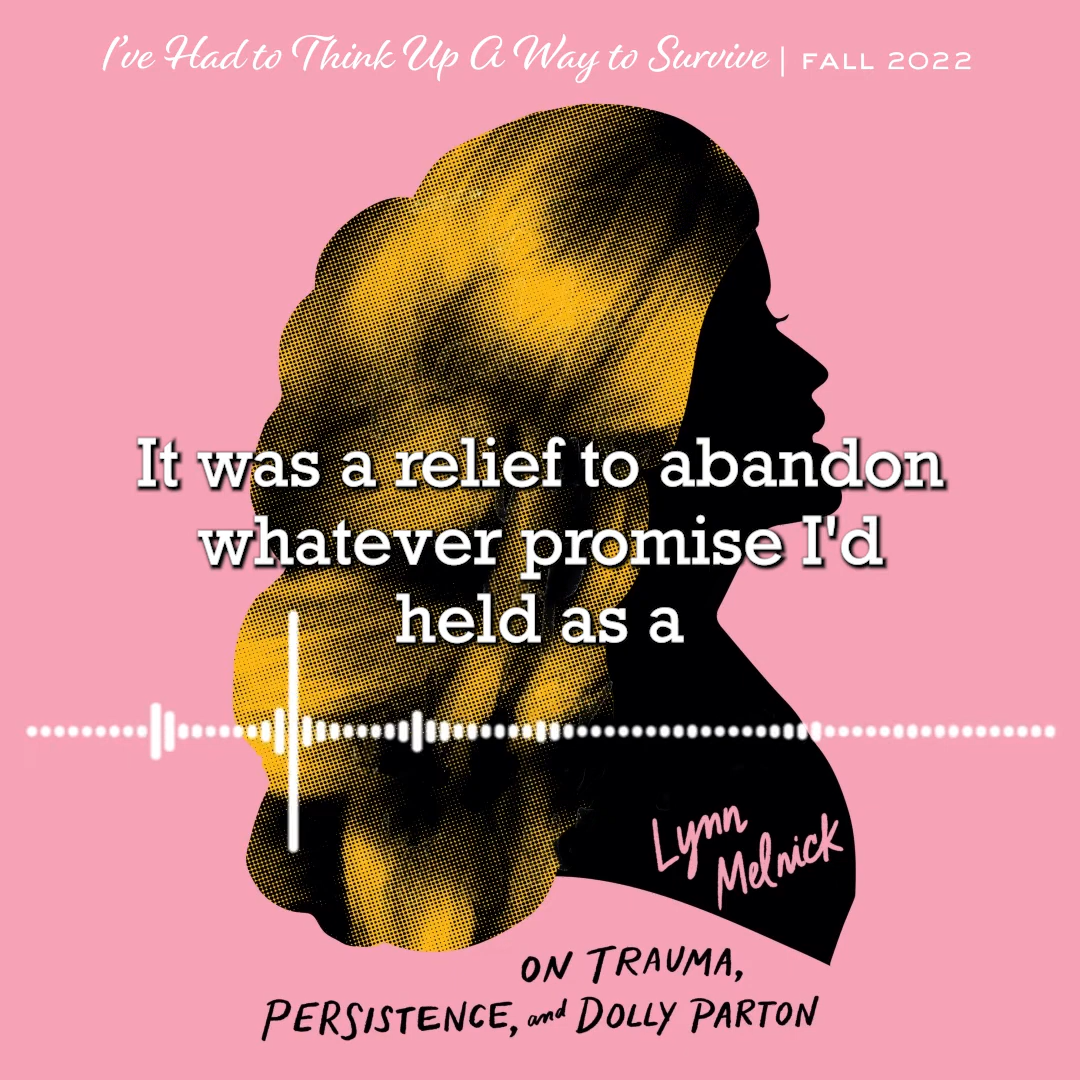 I've Had to Think Up A Way to Survive | FALL 2022
It was a relief to abandon
whatever promise I'd
held as a
Lynn
Melnick
ON TRAUMA,
PERSISTENCE, and DOLLY PARTON